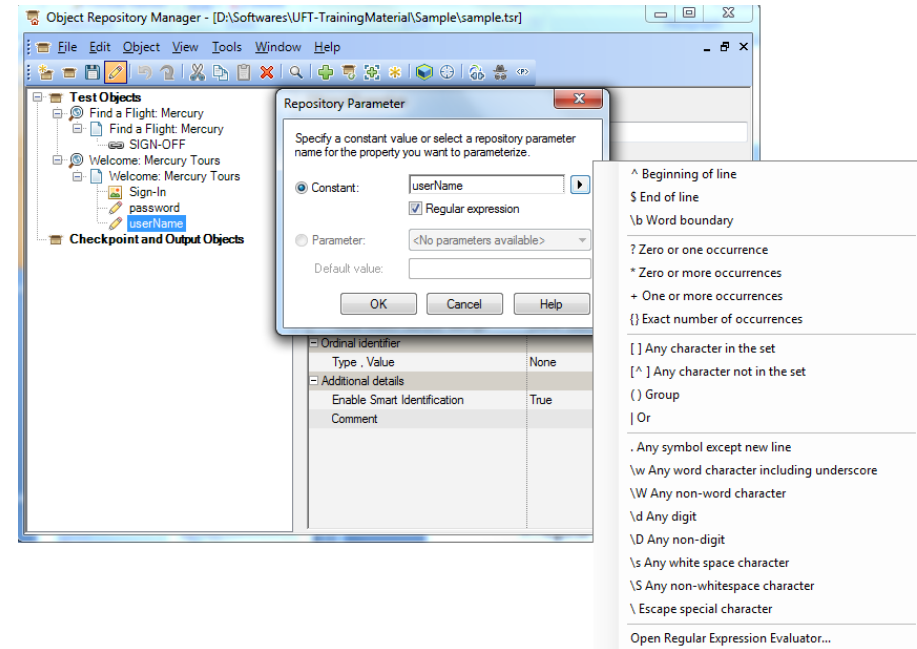 Object Repository Manager - [D:\Softwares\UFT-TrainingMaterial\Sample\sample.tsr]
File Edit Object View Tools Window Help
Test Objects
Find a Flight: Mercury
Find a Flight: Mercury
SIGN-OFF
Welcome: Mercury Tours
Welcome: Mercury Tours
Sign-In
password
userName
Checkpoint and Output Objects
Repository Parameter
Specify a constant value or select a repository parameter
name for the property you want to parameterize.
Constant: userName
Regular expression
Parameter: <No parameters available>
Default value:
OK Cancel Help
Ordinal identifier
Type , Value None
Additional details
Enable Smart Identification True
Comment
^ Beginning of line
$ End of line
\b Word boundary
? Zero or one occurrence
* Zero or more occurrences
+ One or more occurrences
{} Exact number of occurrences
[ ] Any character in the set
[^ ] Any character not in the set
( ) Group
| Or
. Any symbol except new line
\w Any word character including underscore
\W Any non-word character
\d Any digit
\D Any non-digit
\s Any white space character
\S Any non-whitespace character
\ Escape special character
Open Regular Expression Evaluator...